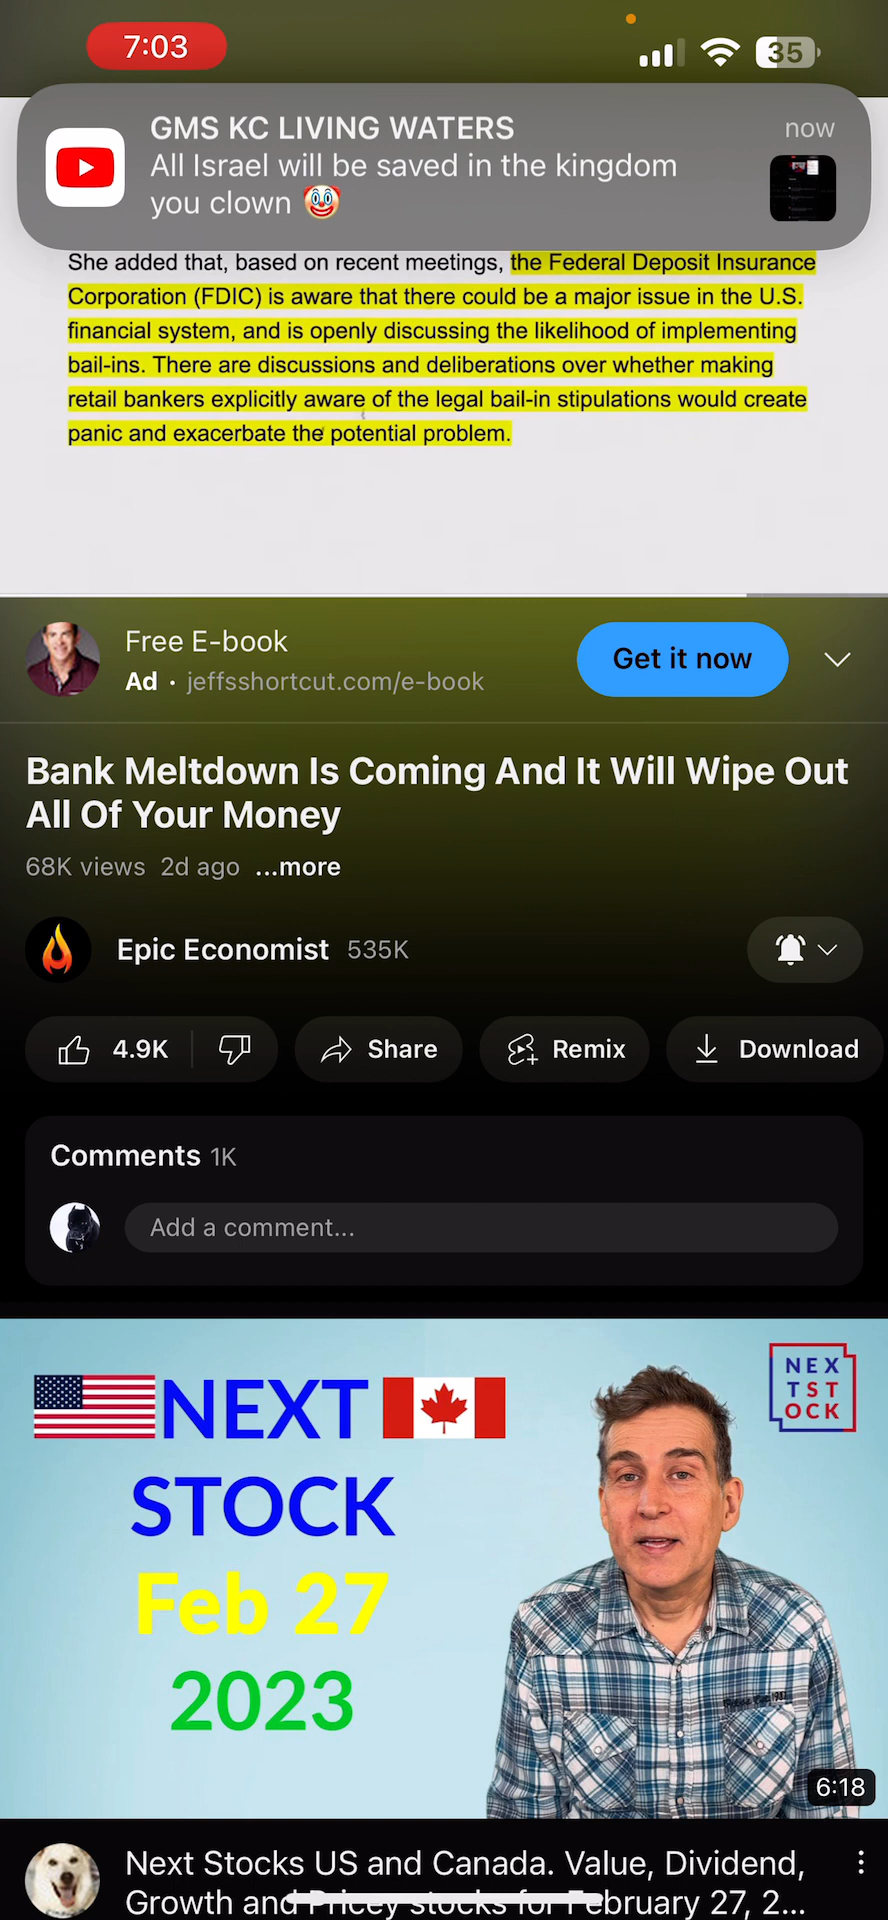 7:03
35
GMS KC LIVING WATERS
now
All Israel will be saved in the kingdom
you clown 🤡
She added that, based on recent meetings, the Federal Deposit Insurance
Corporation (FDIC) is aware that there could be a major issue in the U.S.
financial system, and is openly discussing the likelihood of implementing
bail-ins. There are discussions and deliberations over whether making
retail bankers explicitly aware of the legal bail-in stipulations would create
panic and exacerbate the potential problem.
Free E-book
Ad · jeffsshortcut.com/e-book
Get it now
Bank Meltdown Is Coming And It Will Wipe Out
All Of Your Money
68K views 2d ago ...more
Epic Economist 535K
4.9K
Share
Remix
Download
Comments 1K
Add a comment...
NEXT
STOCK
Feb 27
2023
NEX
TST
OCK
6:18
Next Stocks US and Canada. Value, Dividend,
Growth and Pricey stocks for February 27, 2...